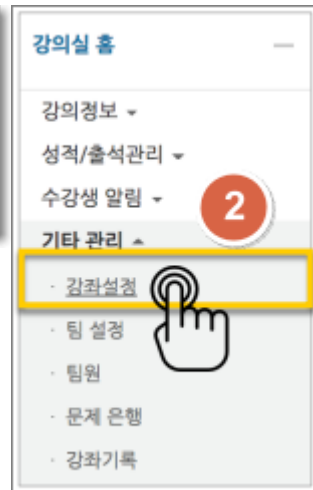 강의실 홈
강의정보
성적/출석관리
수강생 알림
2
기타 관리
· 강좌설정
· 팀 설정
· 팀원
· 문제 은행
· 강좌기록